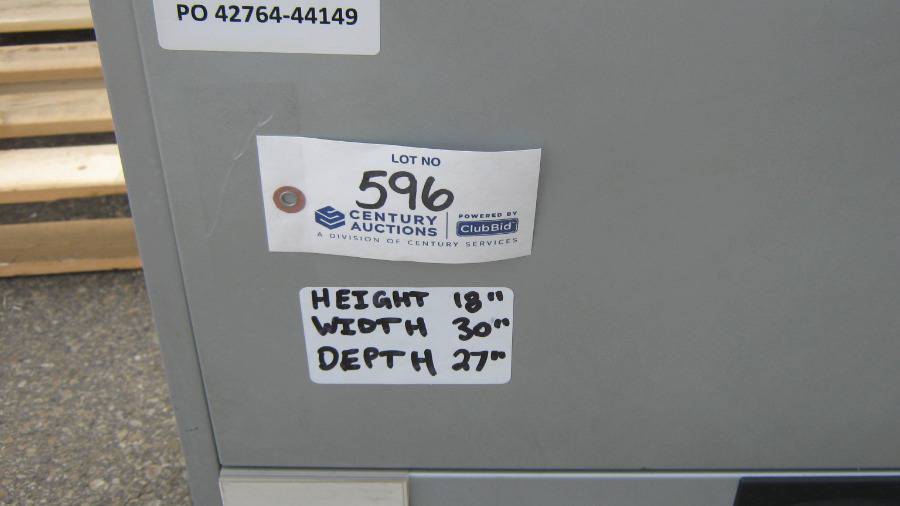 PO 42764-44149
LOT NO
596
CENTURY AUCTIONS
POWERED BY
ClubBid
A DIVISION OF CENTURY SERVICES
HEIGHT 18"
WIDTH 30"
DEPTH 27"